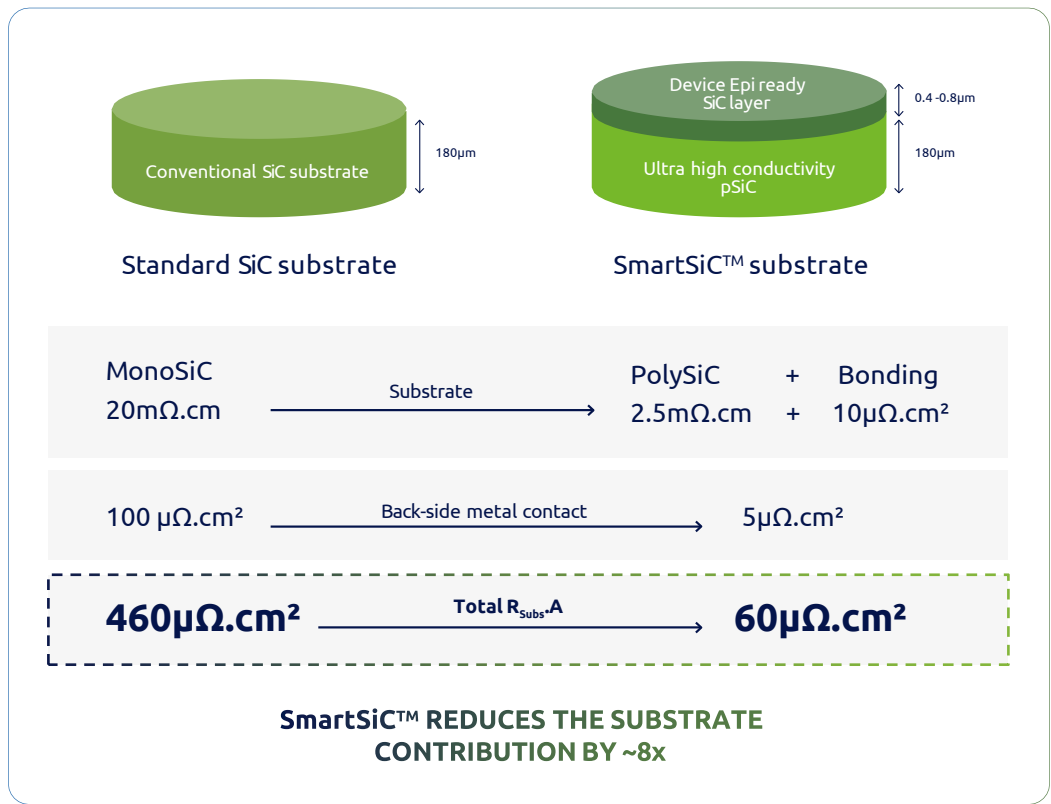 Conventional SiC substrate
180µm
Standard SiC substrate
Device Epi ready
SiC layer
0.4 -0.8µm
Ultra high conductivity
pSiC
180µm
SmartSiC™ substrate
MonoSiC
20mΩ.cm
Substrate
PolySiC + Bonding
2.5mΩ.cm + 10µΩ.cm²
100 µΩ.cm²
Back-side metal contact
5µΩ.cm²
460µΩ.cm²
Total RSubs.A
60µΩ.cm²
SmartSiC™ REDUCES THE SUBSTRATE
CONTRIBUTION BY ~8x